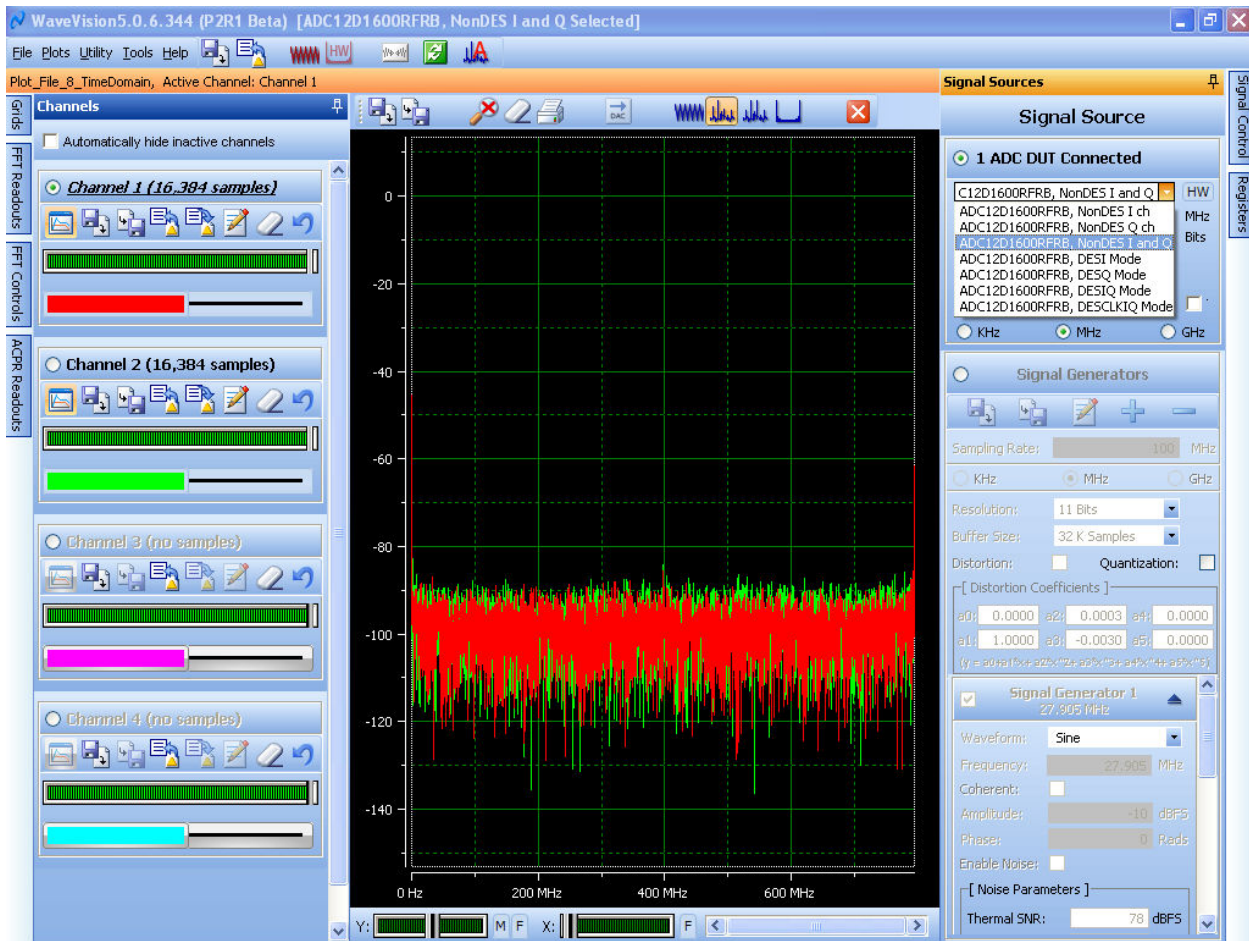 WaveVision5.0.6.344 (P2R1 Beta) [ADC12D1600RFRB, NonDES I and Q Selected]
File Plots Utility Tools Help
HW
Plot_File_8_TimeDomain, Active Channel: Channel 1
Grids
FFT Readouts
FFT Controls
ACPR Readouts
Channels
Automatically hide inactive channels
Channel 1 (16,384 samples)
Channel 2 (16,384 samples)
Channel 3 (no samples)
Channel 4 (no samples)
DAC
0
-20
-40
-60
-80
-100
-120
-140
0 Hz
200 MHz
400 MHz
600 MHz
Y:
M F
X:
F
Signal Sources
Signal Source
1 ADC DUT Connected
C12D1600RFRB, NonDES I and Q
HW
ADC12D1600RFRB, NonDES I ch
ADC12D1600RFRB, NonDES Q ch
ADC12D1600RFRB, NonDES I and Q
ADC12D1600RFRB, DESI Mode
ADC12D1600RFRB, DESQ Mode
ADC12D1600RFRB, DESIQ Mode
ADC12D1600RFRB, DESCLKIQ Mode
MHz
Bits
KHz MHz GHz
Signal Generators
Sampling Rate: 100 MHz
KHz MHz GHz
Resolution: 11 Bits
Buffer Size: 32 K Samples
Distortion: Quantization:
[ Distortion Coefficients ]
a0: 0.0000 a2: 0.0003 a4: 0.0000
a1: 1.0000 a3: -0.0030 a5: 0.0000
Signal Generator 1
27.905 MHz
Waveform: Sine
Frequency: 27.905 MHz
Coherent:
Amplitude: -10 dBFS
Phase: 0 Rads
Enable Noise:
[ Noise Parameters ]
Thermal SNR: 78 dBFS
Signal Control
Registers